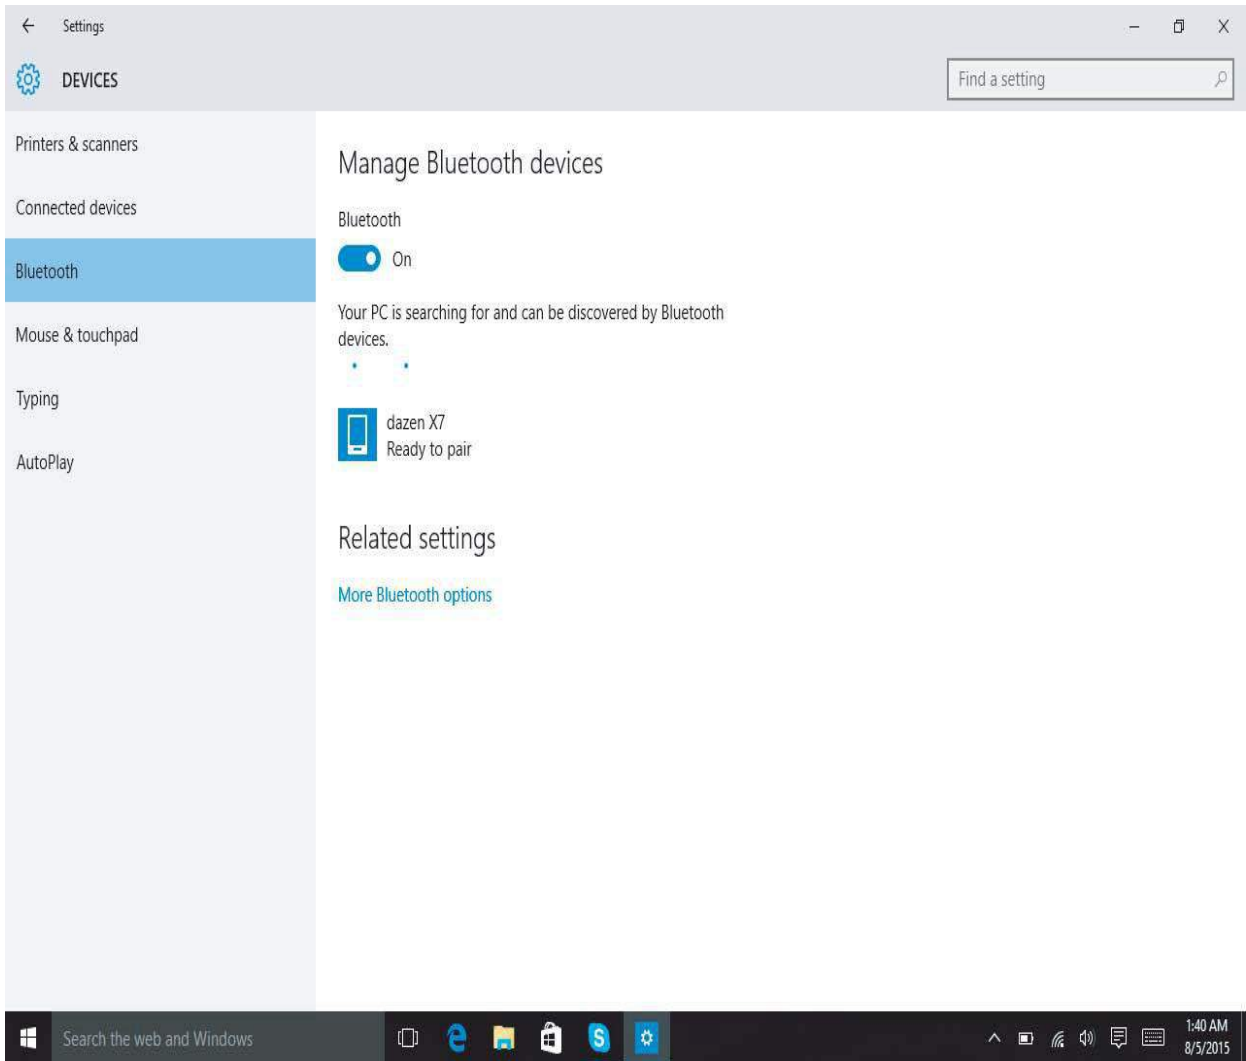 Settings
DEVICES
Find a setting
Printers & scanners
Connected devices
Bluetooth
Mouse & touchpad
Typing
AutoPlay
Manage Bluetooth devices
Bluetooth
On
Your PC is searching for and can be discovered by Bluetooth
devices.
dazen X7
Ready to pair
Related settings
More Bluetooth options
Search the web and Windows
1:40 AM
8/5/2015